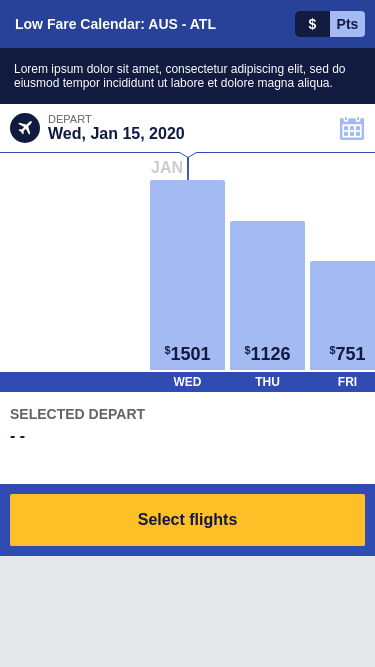 Low Fare Calendar: AUS - ATL
$ Pts
Lorem ipsum dolor sit amet, consectetur adipiscing elit, sed do
eiusmod tempor incididunt ut labore et dolore magna aliqua.
DEPART
Wed, Jan 15, 2020
JAN
$1501 $1126 $751
WED THU FRI
SELECTED DEPART
- -
Select flights